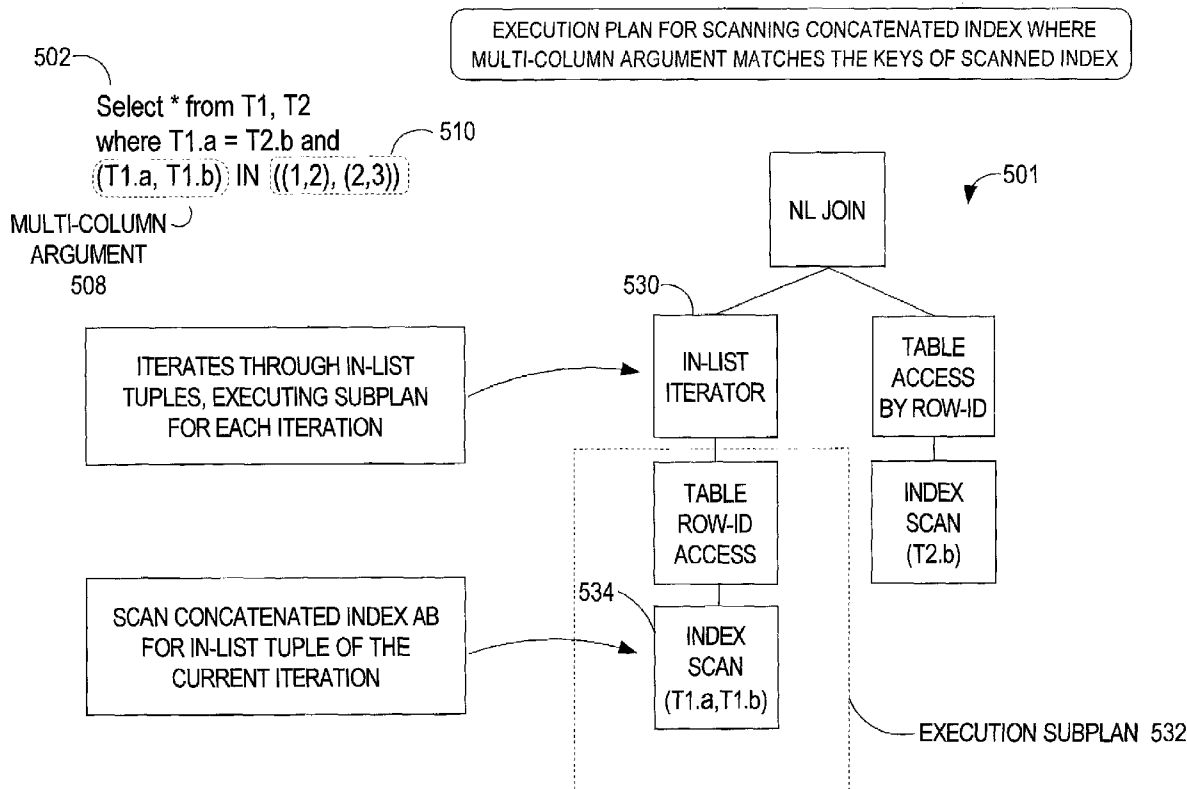 EXECUTION PLAN FOR SCANNING CONCATENATED INDEX WHERE
MULTI-COLUMN ARGUMENT MATCHES THE KEYS OF SCANNED INDEX
502
Select * from T1, T2
where T1.a = T2.b and
510
(T1.a, T1.b) IN ((1,2), (2,3))
MULTI-COLUMN
ARGUMENT
508
501
NL JOIN
530
ITERATES THROUGH IN-LIST
TUPLES, EXECUTING SUBPLAN
FOR EACH ITERATION
IN-LIST
ITERATOR
TABLE
ACCESS
BY ROW-ID
TABLE
ROW-ID
ACCESS
INDEX
SCAN
(T2.b)
SCAN CONCATENATED INDEX AB
FOR IN-LIST TUPLE OF THE
CURRENT ITERATION
534
INDEX
SCAN
(T1.a,T1.b)
EXECUTION SUBPLAN 532